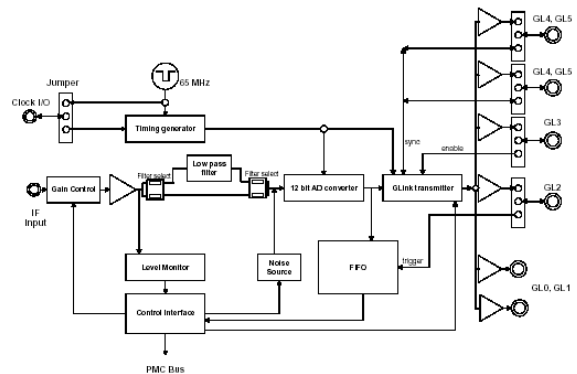 GL4, GL5
65 MHz
Jumper
GL4, GL5
Clock I/O
Timing generator
sync
GL3
enable
Filter select
Low pass
filter
Filter select
Gain Control
12 bit AD converter
GLink transmitter
GL2
IF
Input
Level Monitor
Noise
Source
FIFO
trigger
GL0, GL1
Control Interface
PMC Bus